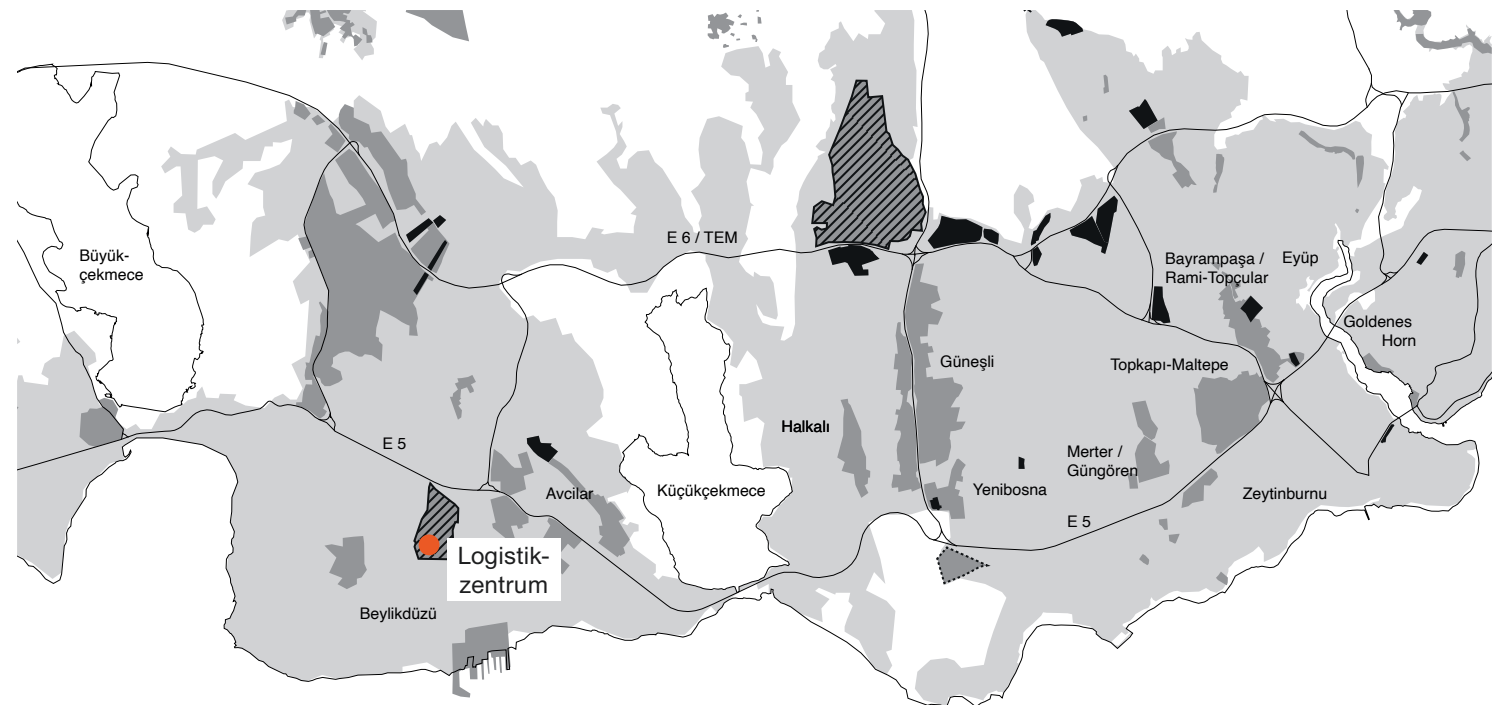 E 6 / TEM
Büyük-
çekmece
Bayrampaşa /
Rami-Topçular
Eyüp
Goldenes
Horn
Güneşli
Topkapı-Maltepe
Halkalı
E 5
Merter /
Güngören
Avcilar
Küçükçekmece
Yenibosna
Zeytinburnu
E 5
Logistik-
zentrum
Beylikdüzü